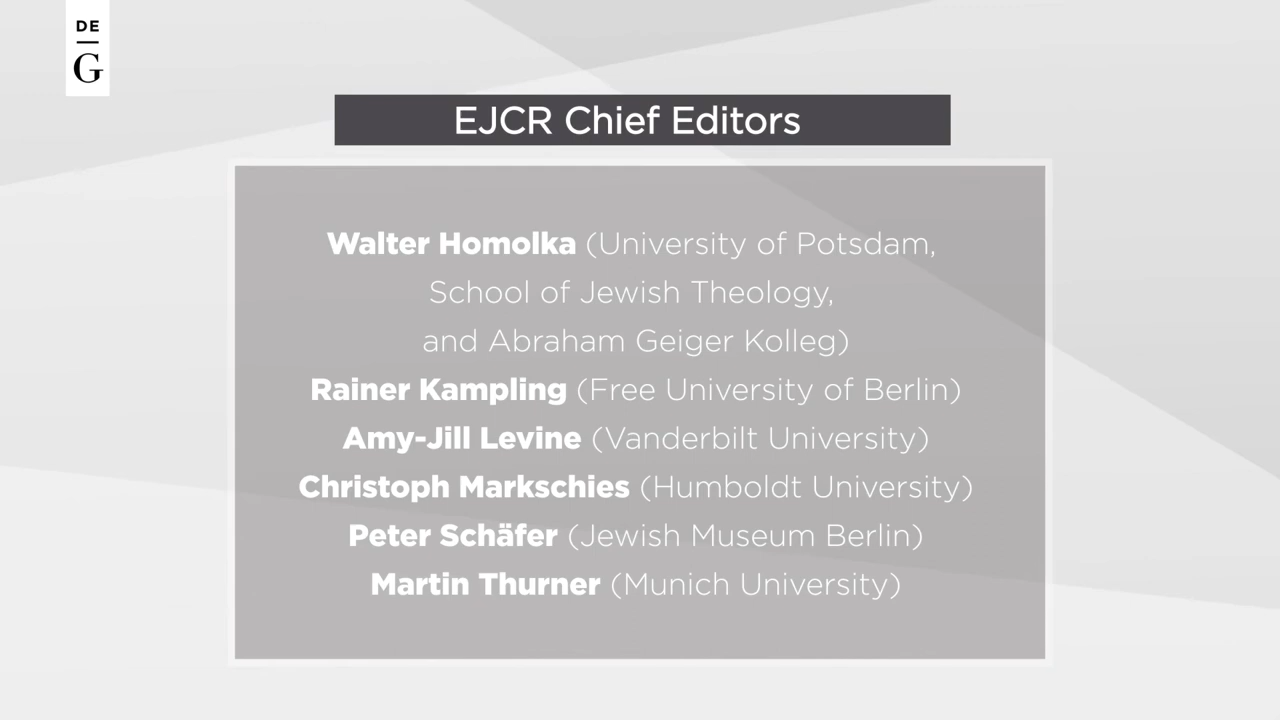 DE
G
EJCR Chief Editors
Walter Homolka (University of Potsdam,
School of Jewish Theology,
and Abraham Geiger Kolleg)
Rainer Kampling (Free University of Berlin)
Amy-Jill Levine (Vanderbilt University)
Christoph Markschies (Humboldt University)
Peter Schäfer (Jewish Museum Berlin)
Martin Thurner (Munich University)